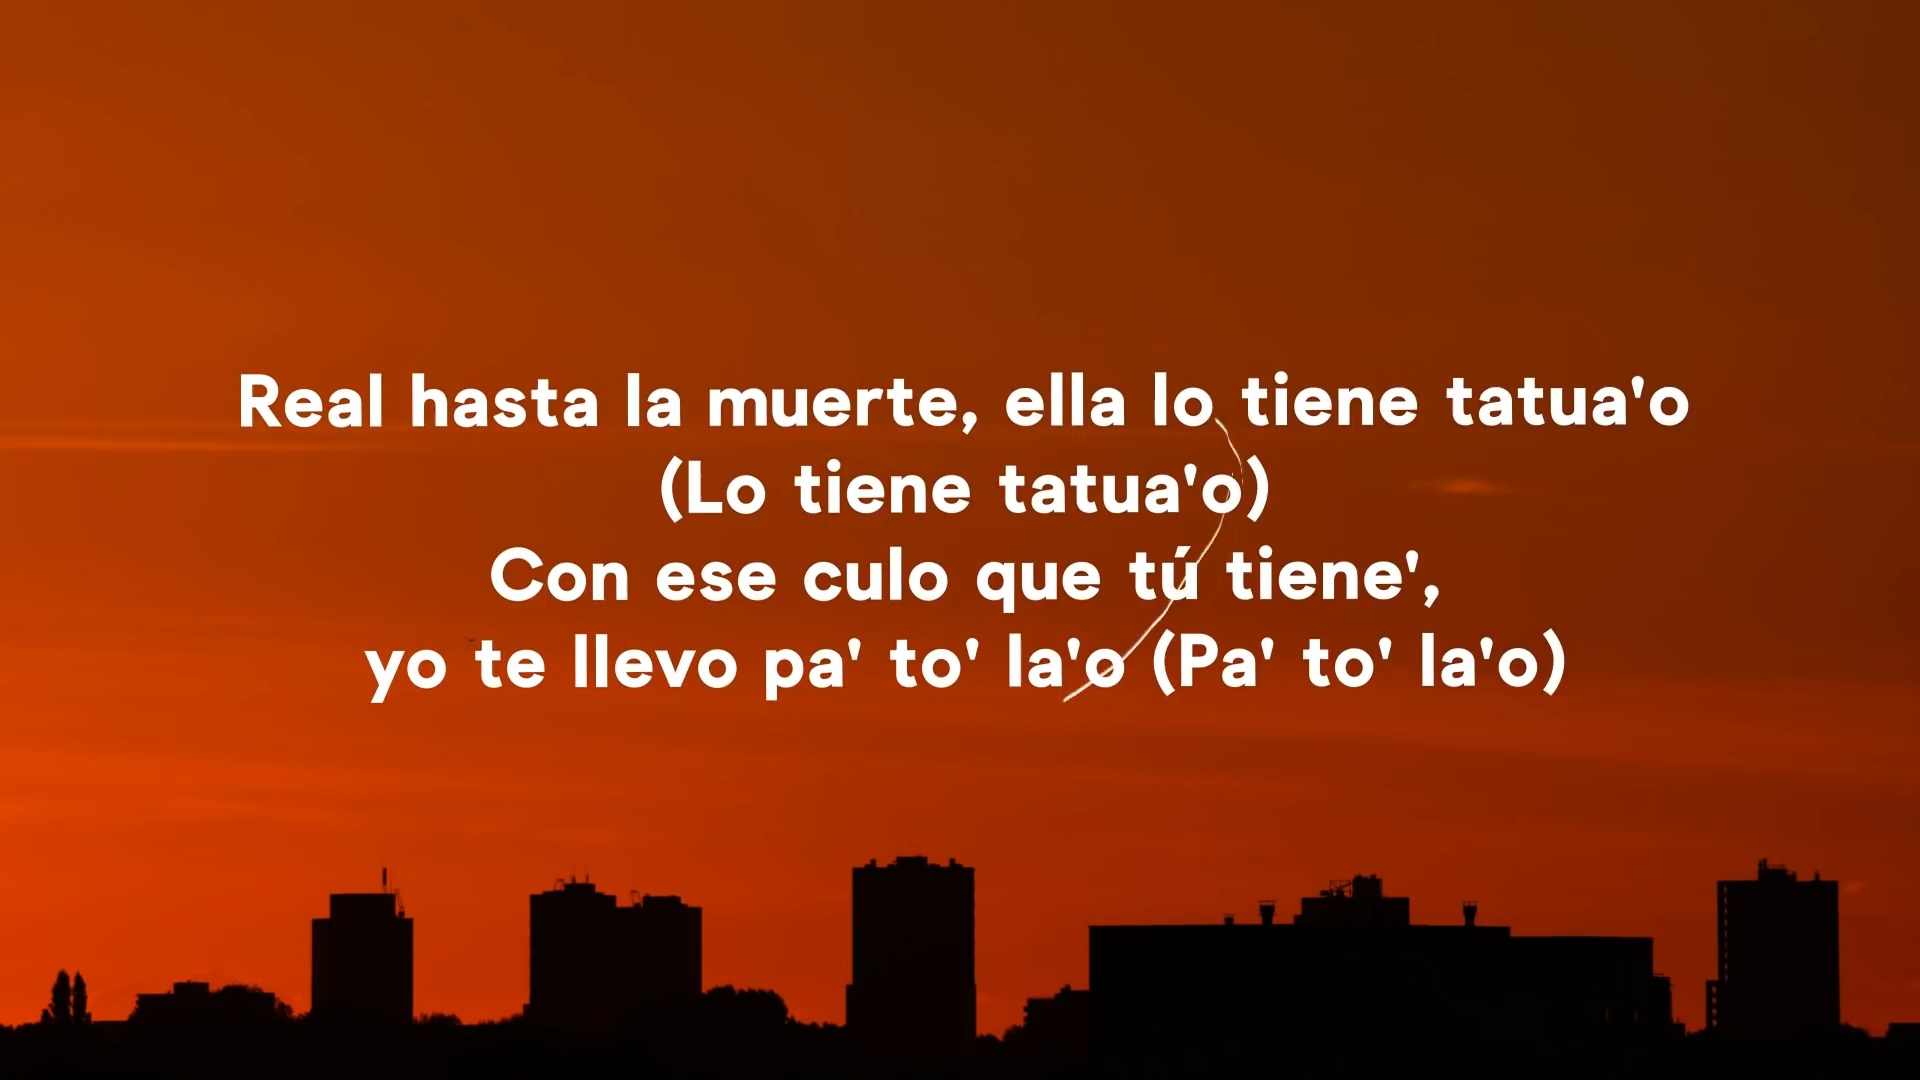 Real hasta la muerte, ella lo tiene tatua'o
(Lo tiene tatua'o)
Con ese culo que tú tiene',
yo te llevo pa' to' la'o (Pa' to' la'o)